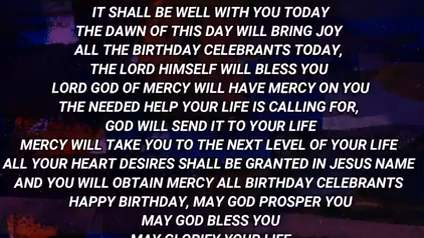 IT SHALL BE WELL WITH YOU TODAY
THE DAWN OF THIS DAY WILL BRING JOY
ALL THE BIRTHDAY CELEBRANTS TODAY,
THE LORD HIMSELF WILL BLESS YOU
LORD GOD OF MERCY WILL HAVE MERCY ON YOU
THE NEEDED HELP YOUR LIFE IS CALLING FOR,
GOD WILL SEND IT TO YOUR LIFE
MERCY WILL TAKE YOU TO THE NEXT LEVEL OF YOUR LIFE
ALL YOUR HEART DESIRES SHALL BE GRANTED IN JESUS NAME
AND YOU WILL OBTAIN MERCY ALL BIRTHDAY CELEBRANTS
HAPPY BIRTHDAY, MAY GOD PROSPER YOU
MAY GOD BLESS YOU
MAY GLORIFY YOUR LIFE